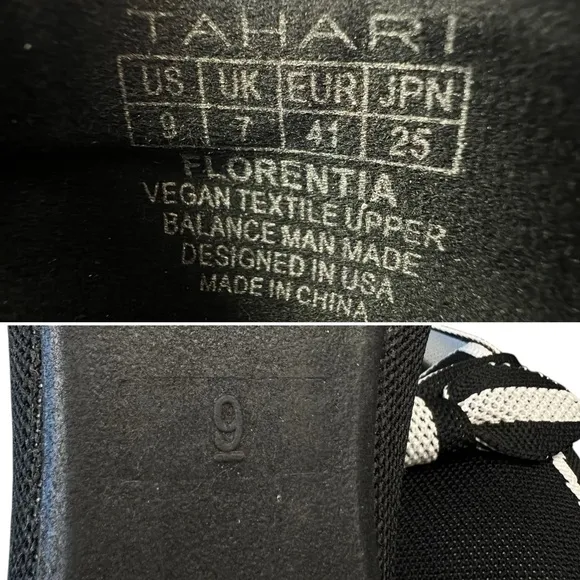 TAHARI
US UK EUR JPN
9 7 41 25
FLORENTIA
VEGAN TEXTILE UPPER
BALANCE MAN MADE
DESIGNED IN USA
MADE IN CHINA
9